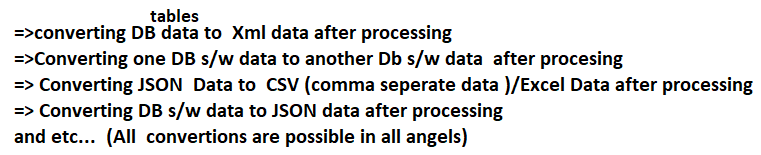 tables
=>converting DB data to Xml data after processing
=>Converting one DB s/w data to another Db s/w data after procesing
=> Converting JSON Data to CSV (comma seperate data )/Excel Data after processing
=> Converting DB s/w data to JSON data after processing
and etc... (All convertions are possible in all angels)